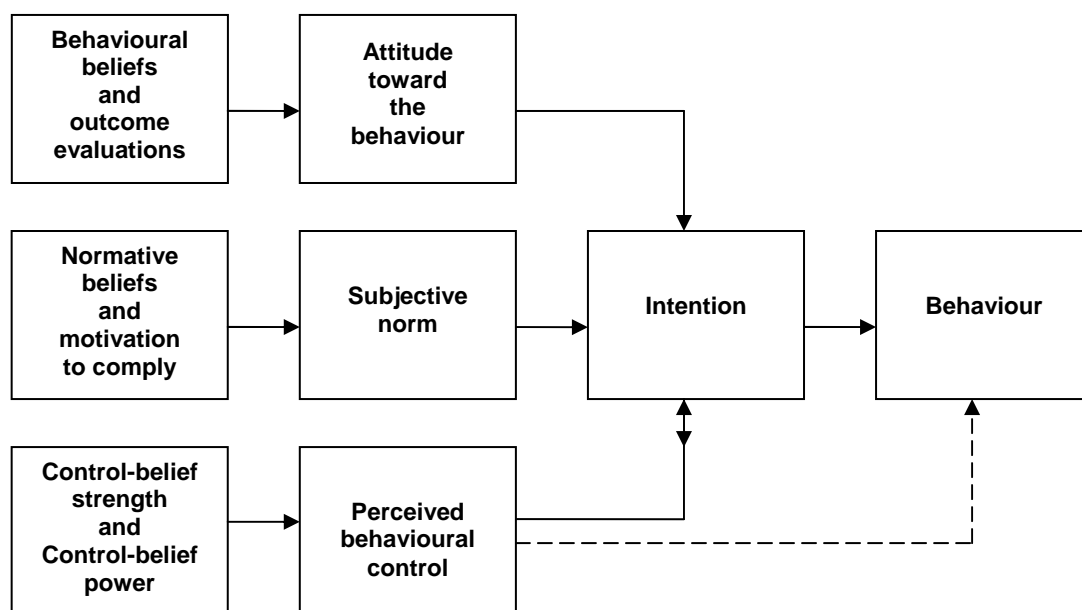 Behavioural
beliefs
and
outcome
evaluations
Attitude
toward
the
behaviour
Normative
beliefs
and
motivation
to comply
Subjective
norm
Intention
Behaviour
Control-belief
strength
and
Control-belief
power
Perceived
behavioural
control